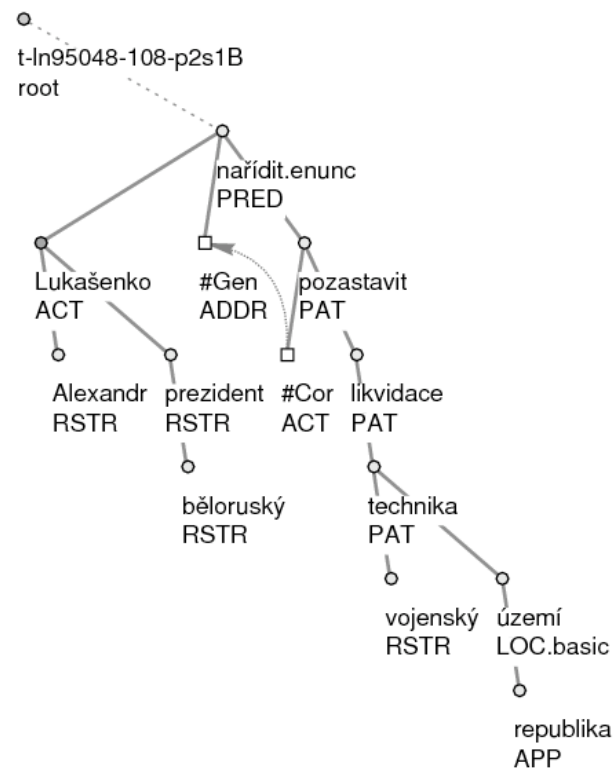 t-ln95048-108-p2s1B
root
nařídit.enunc
PRED
Lukašenko #Gen pozastavit
ACT ADDR PAT
Alexandr prezident #Cor likvidace
RSTR RSTR ACT PAT
běloruský technika
RSTR PAT
vojenský území
RSTR LOC.basic
republika
APP